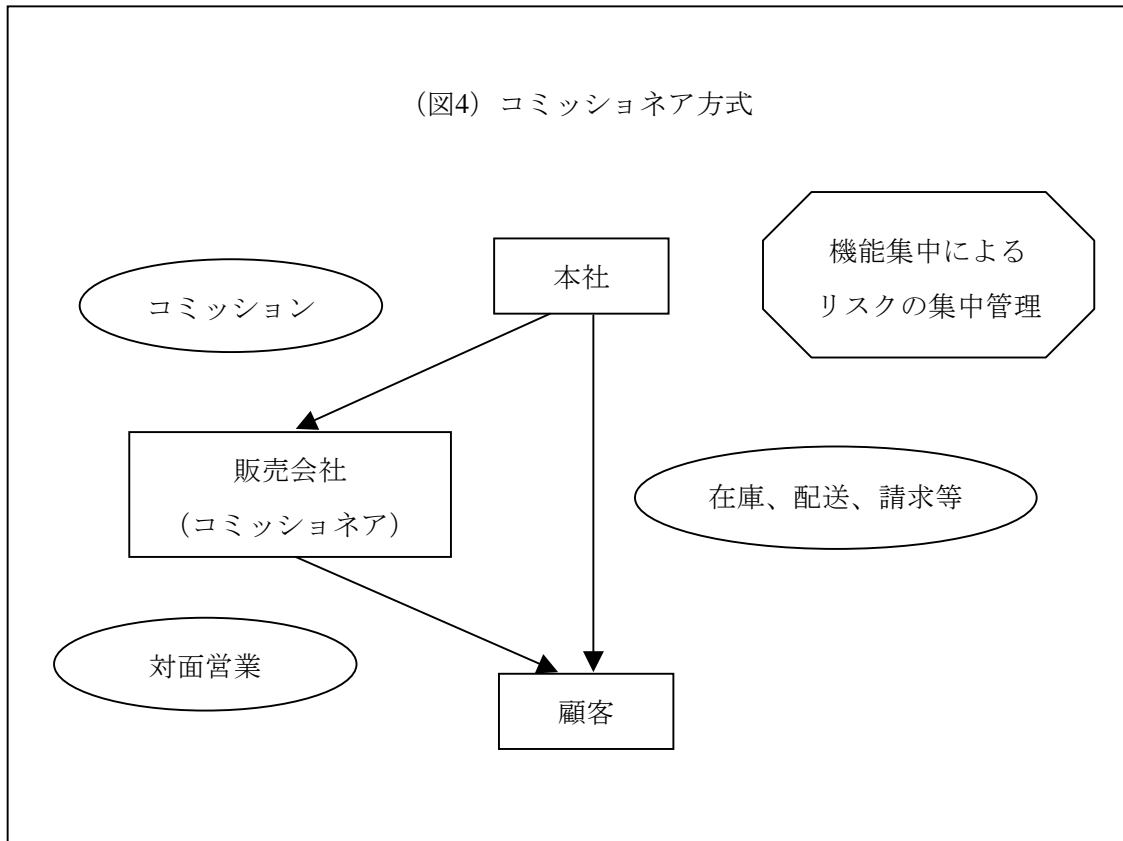 (図4)コミッショネア方式
本社
機能集中による
リスクの集中管理
コミッション
販売会社
(コミッショネア)
在庫、配送、請求等
対面営業
顧客